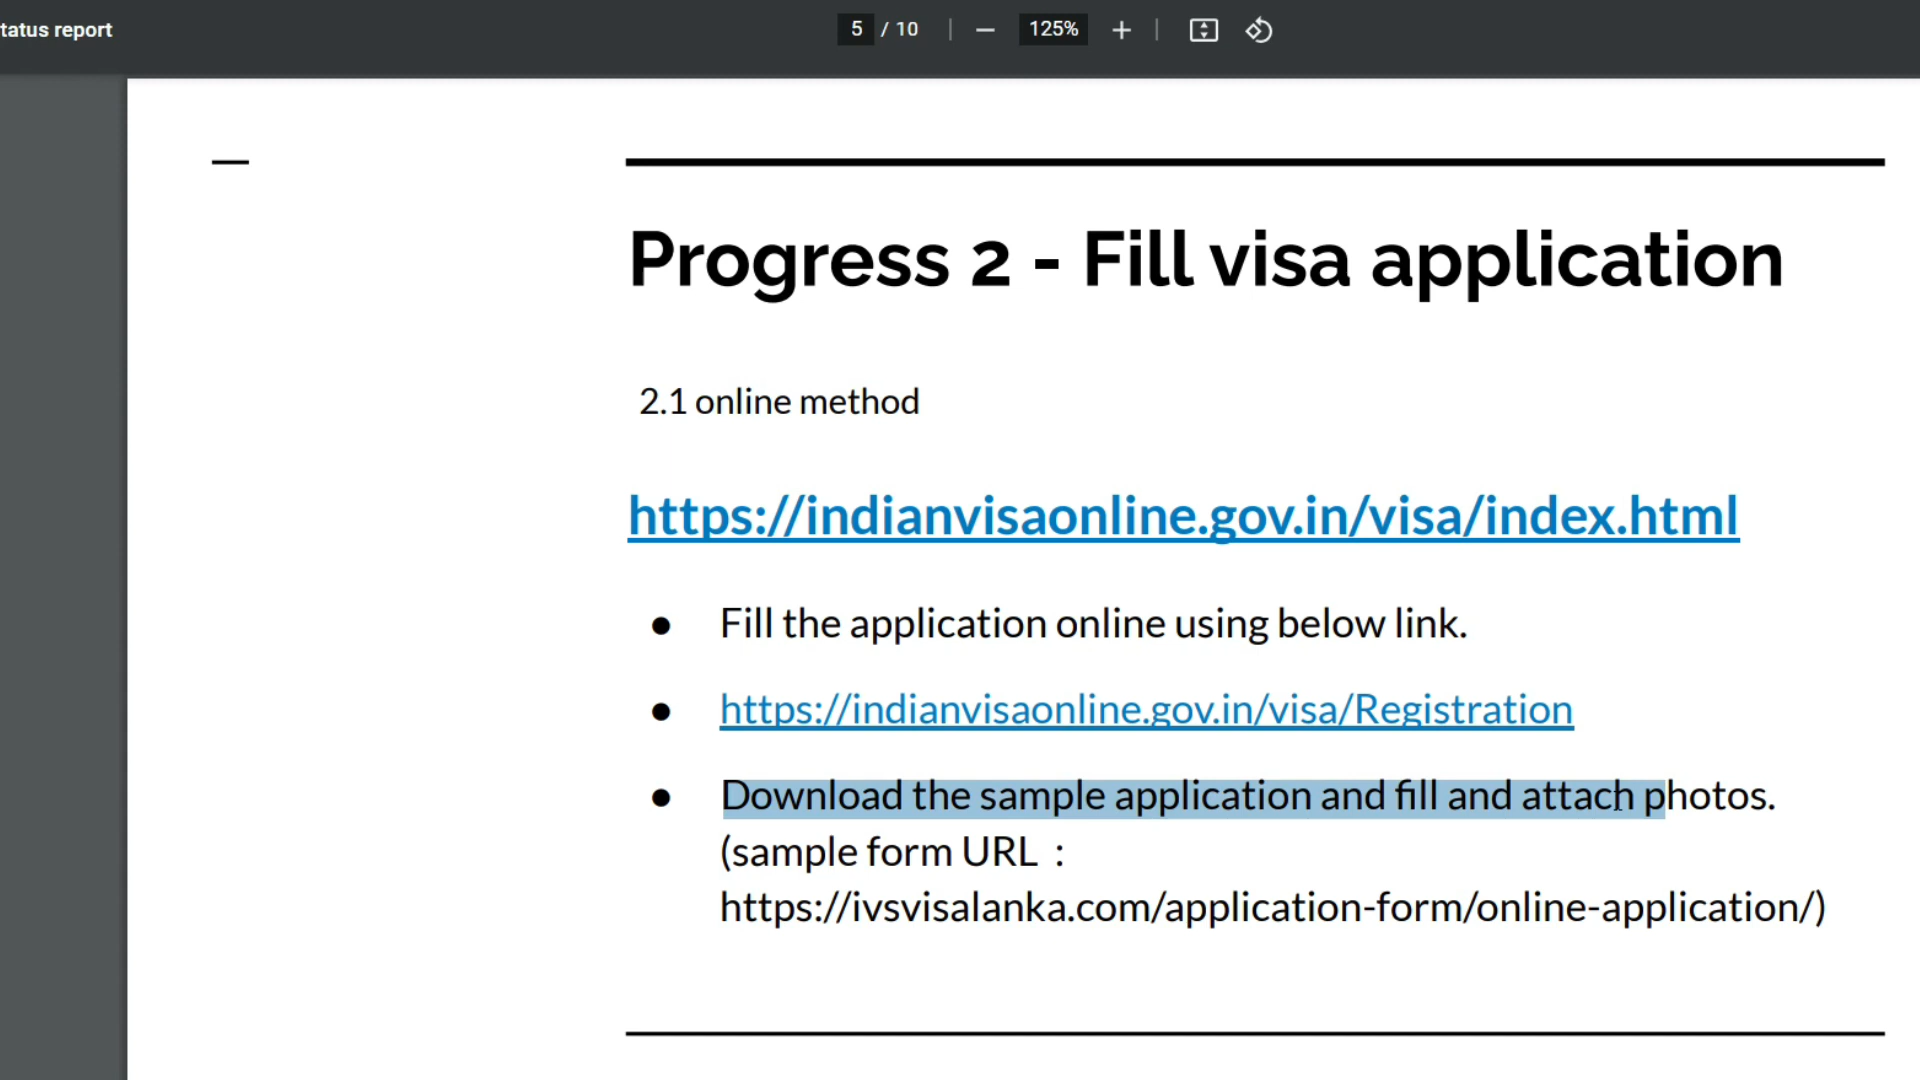 tatus report
5 / 10
125%
Progress 2 - Fill visa application
2.1 online method
https://indianvisaonline.gov.in/visa/index.html
● Fill the application online using below link.
● https://indianvisaonline.gov.in/visa/Registration
● Download the sample application and fill and attach photos.
(sample form URL :
https://ivsvisalanka.com/application-form/online-application/)